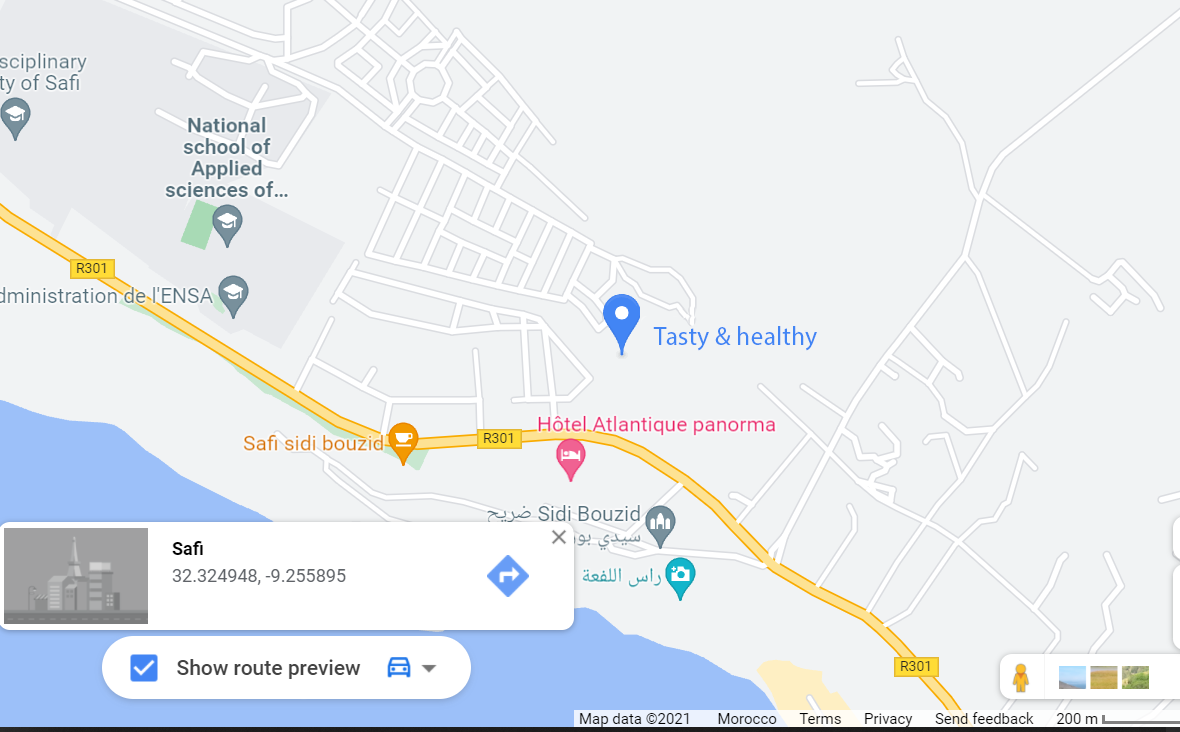 sciplinary
ty of Safi
National
school of
Applied
sciences of...
R301
dministration de l'ENSA
Tasty & healthy
Hôtel Atlantique panorma
Safi sidi bouzid
R301
Sidi Bouzid ضريح
سيدي بوز
راس اللفعة
Safi
32.324948, -9.255895
Show route preview
R301
Map data ©2021 Morocco Terms Privacy Send feedback 200 m